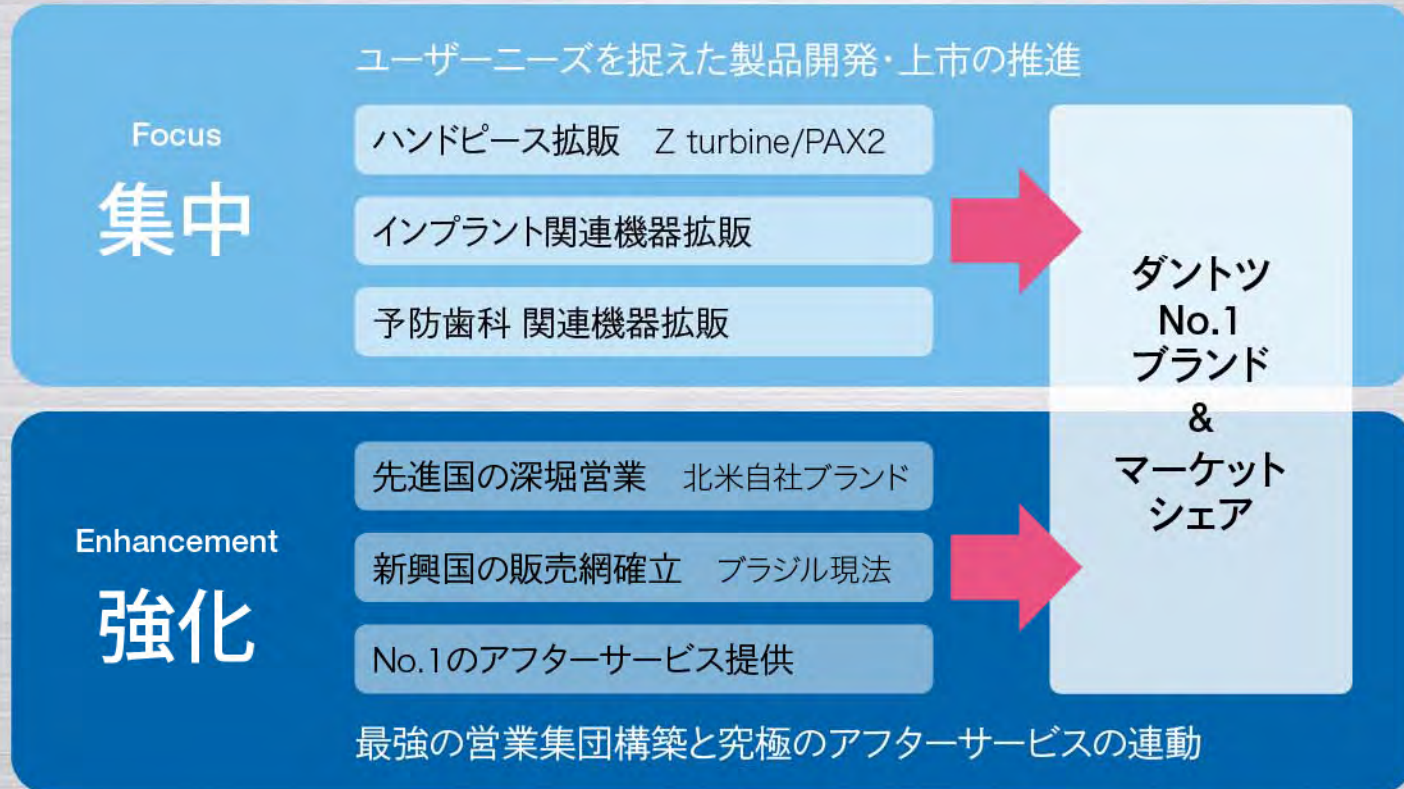 ユーザーニーズを捉えた製品開発・上市の推進
Focus
集中
ハンドピース拡販 Z turbine/PAX2
インプラント関連機器拡販
予防歯科 関連機器拡販
Enhancement
強化
先進国の深堀営業 北米自社ブランド
新興国の販売網確立 ブラジル現法
No.1のアフターサービス提供
最強の営業集団構築と究極のアフターサービスの連動
ダントツ
No.1
ブランド
&
マーケット
シェア